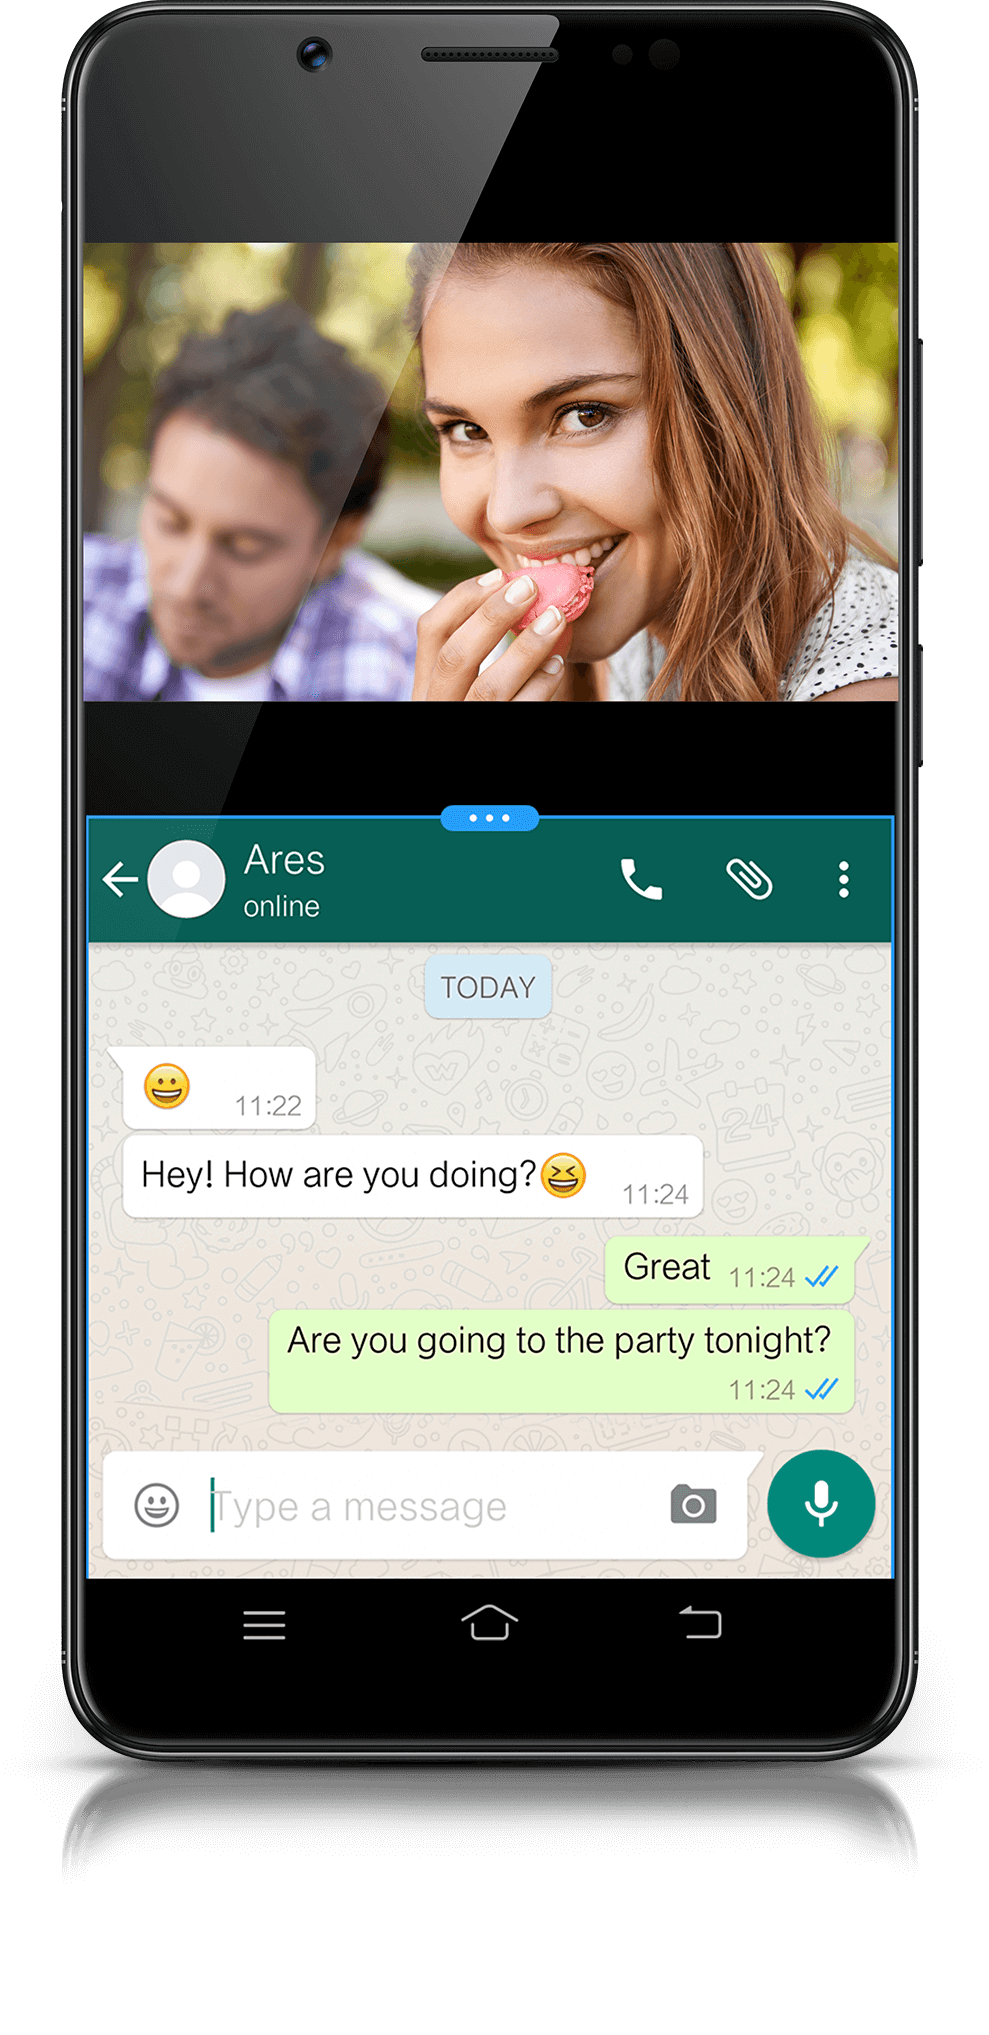 Ares
online
TODAY
😀 11:22
Hey! How are you doing?😆 11:24
Great 11:24
Are you going to the party tonight?
11:24
Type a message